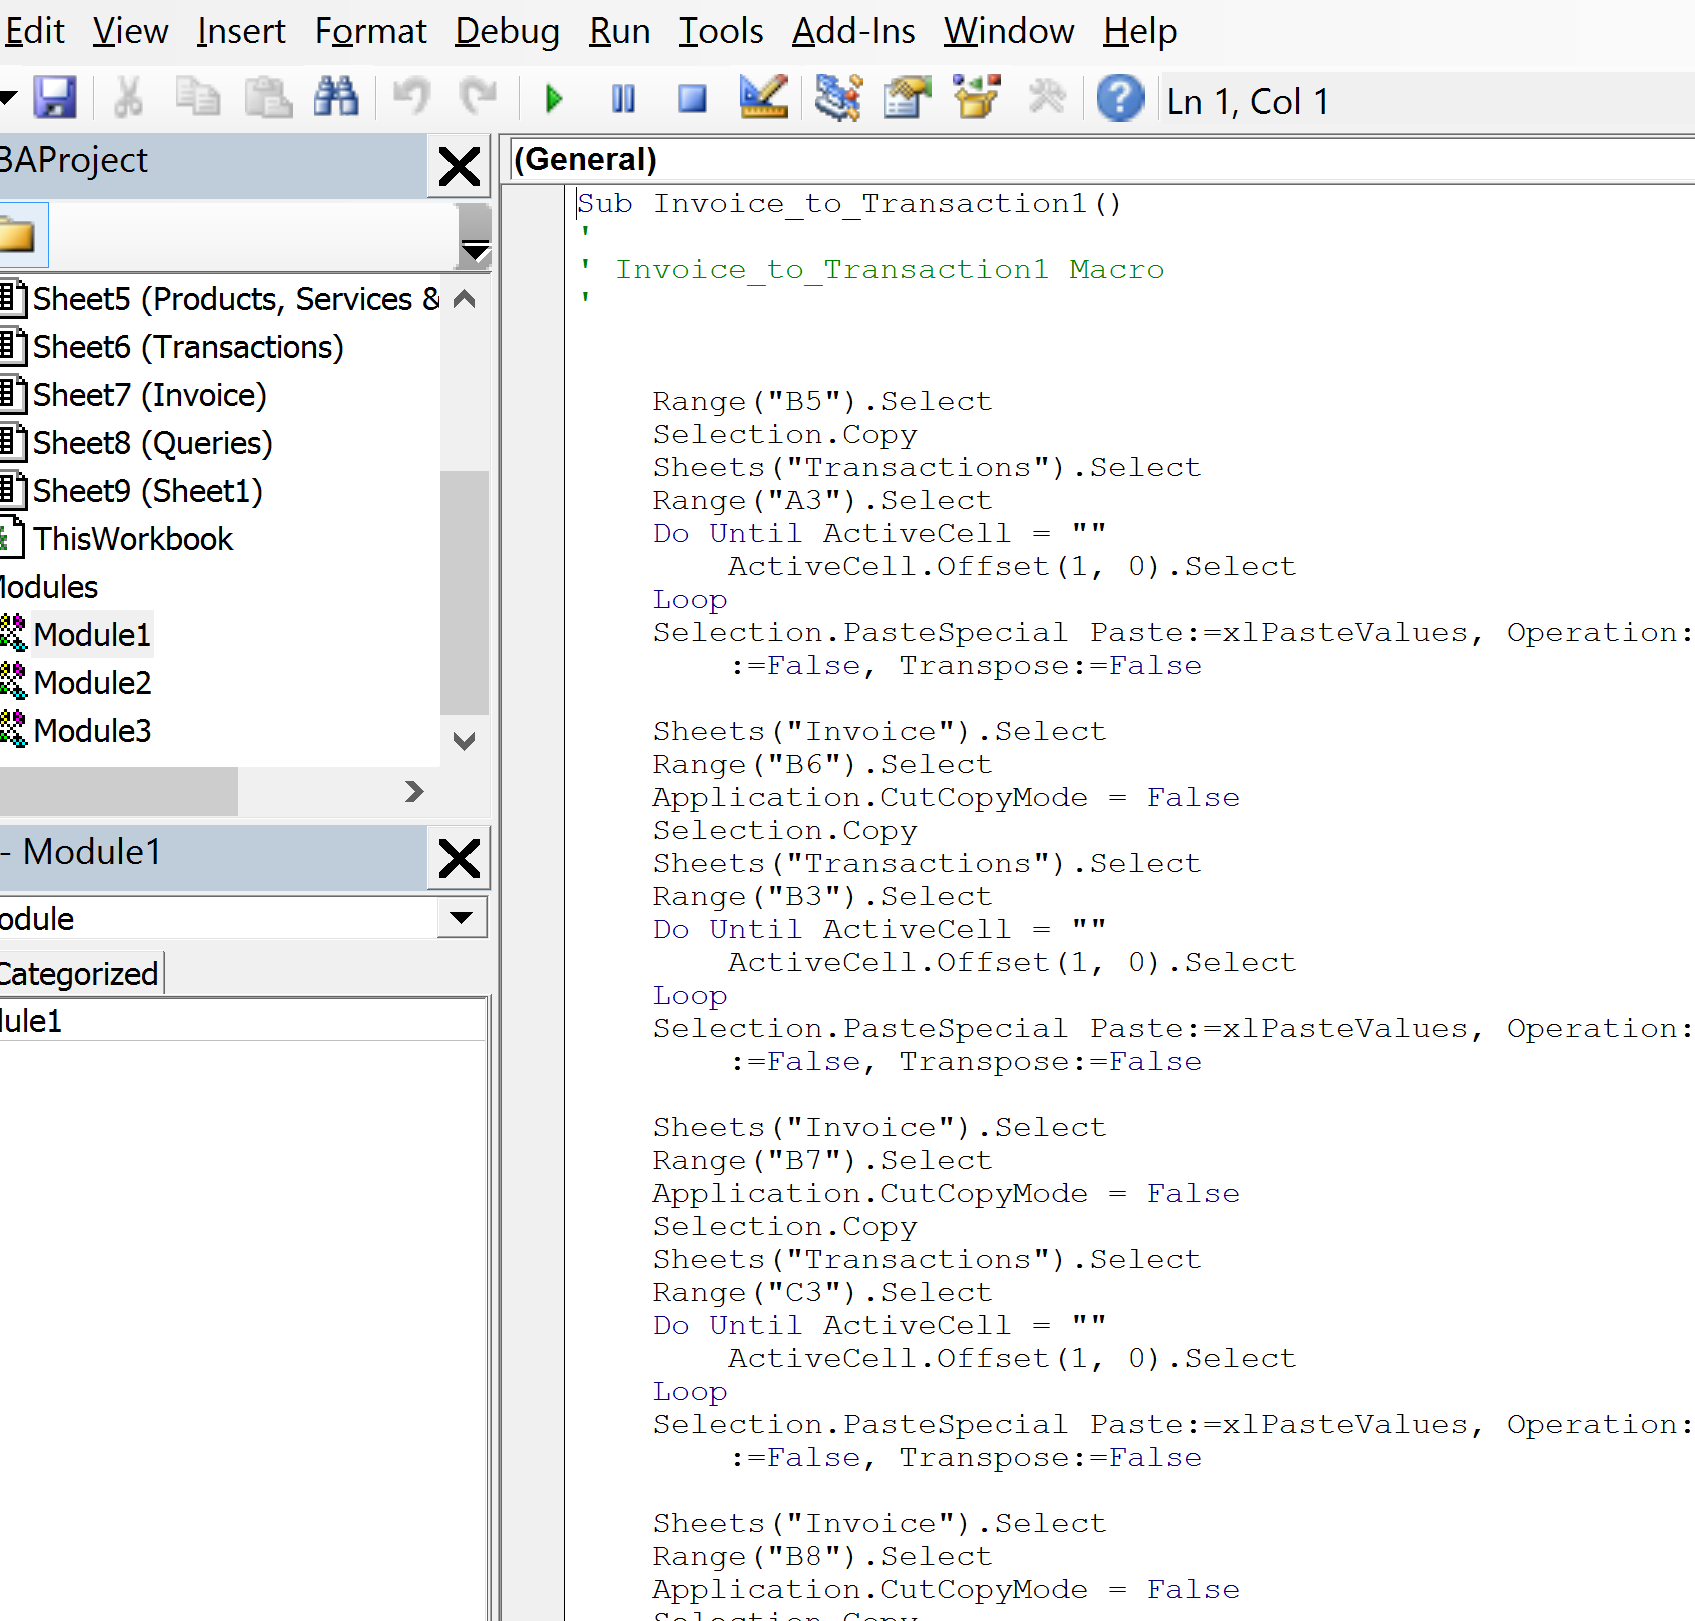 Edit View Insert Format Debug Run Tools Add-Ins Window Help
Ln 1, Col 1
BAProject
Sheet5 (Products, Services &
Sheet6 (Transactions)
Sheet7 (Invoice)
Sheet8 (Queries)
Sheet9 (Sheet1)
ThisWorkbook
Modules
Module1
Module2
Module3
- Module1
odule
Categorized
dule1
(General)
Sub Invoice_to_Transaction1()
'
' Invoice_to_Transaction1 Macro
'
Range("B5").Select
Selection.Copy
Sheets("Transactions").Select
Range("A3").Select
Do Until ActiveCell = ""
ActiveCell.Offset(1, 0).Select
Loop
Selection.PasteSpecial Paste:=xlPasteValues, Operation:
:=False, Transpose:=False
Sheets("Invoice").Select
Range("B6").Select
Application.CutCopyMode = False
Selection.Copy
Sheets("Transactions").Select
Range("B3").Select
Do Until ActiveCell = ""
ActiveCell.Offset(1, 0).Select
Loop
Selection.PasteSpecial Paste:=xlPasteValues, Operation:
:=False, Transpose:=False
Sheets("Invoice").Select
Range("B7").Select
Application.CutCopyMode = False
Selection.Copy
Sheets("Transactions").Select
Range("C3").Select
Do Until ActiveCell = ""
ActiveCell.Offset(1, 0).Select
Loop
Selection.PasteSpecial Paste:=xlPasteValues, Operation:
:=False, Transpose:=False
Sheets("Invoice").Select
Range("B8").Select
Application.CutCopyMode = False
Selection.Copy